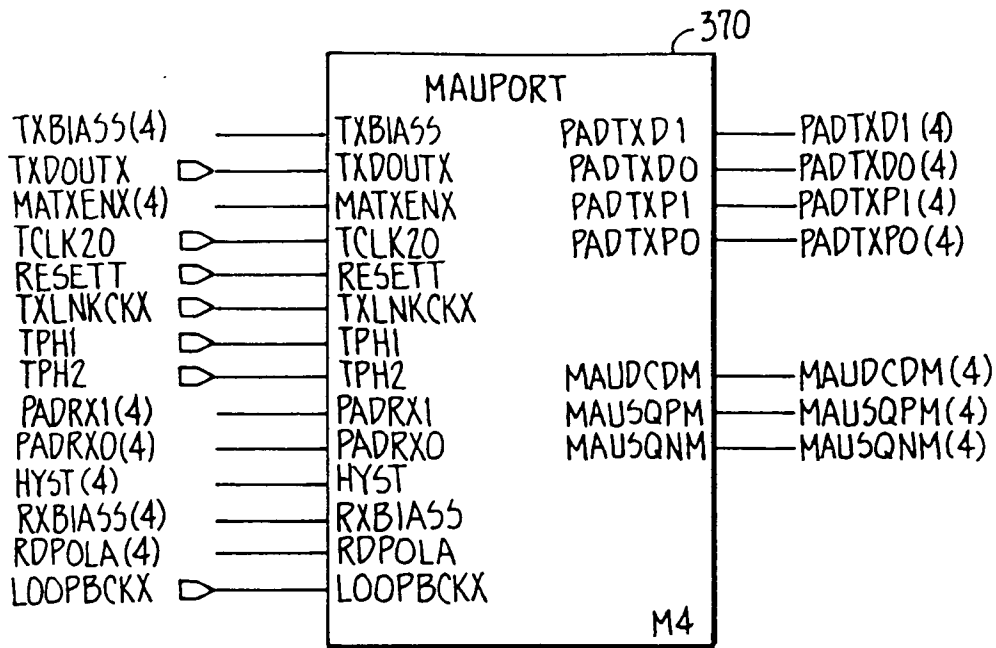 370
MAUPORT
TXBIASS(4) TXBIASS PADTXD1 PADTXD1(4)
TXDOUTX TXDOUTX PADTXD0 PADTXD0(4)
MATXENX(4) MATXENX PADTXP1 PADTXP1(4)
TCLK20 TCLK20 PADTXP0 PADTXP0(4)
RESETT RESETT
TXLNKCKX TXLNKCKX
TPH1 TPH1
TPH2 TPH2 MAUDCDM MAUDCDM(4)
PADRX1(4) PADRX1 MAUSQPM MAUSQPM(4)
PADRX0(4) PADRX0 MAUSQNM MAUSQNM(4)
HYST(4) HYST
RXBIASS(4) RXBIASS
RDPOLA(4) RDPOLA
LOOPBCKX LOOPBCKX
M4